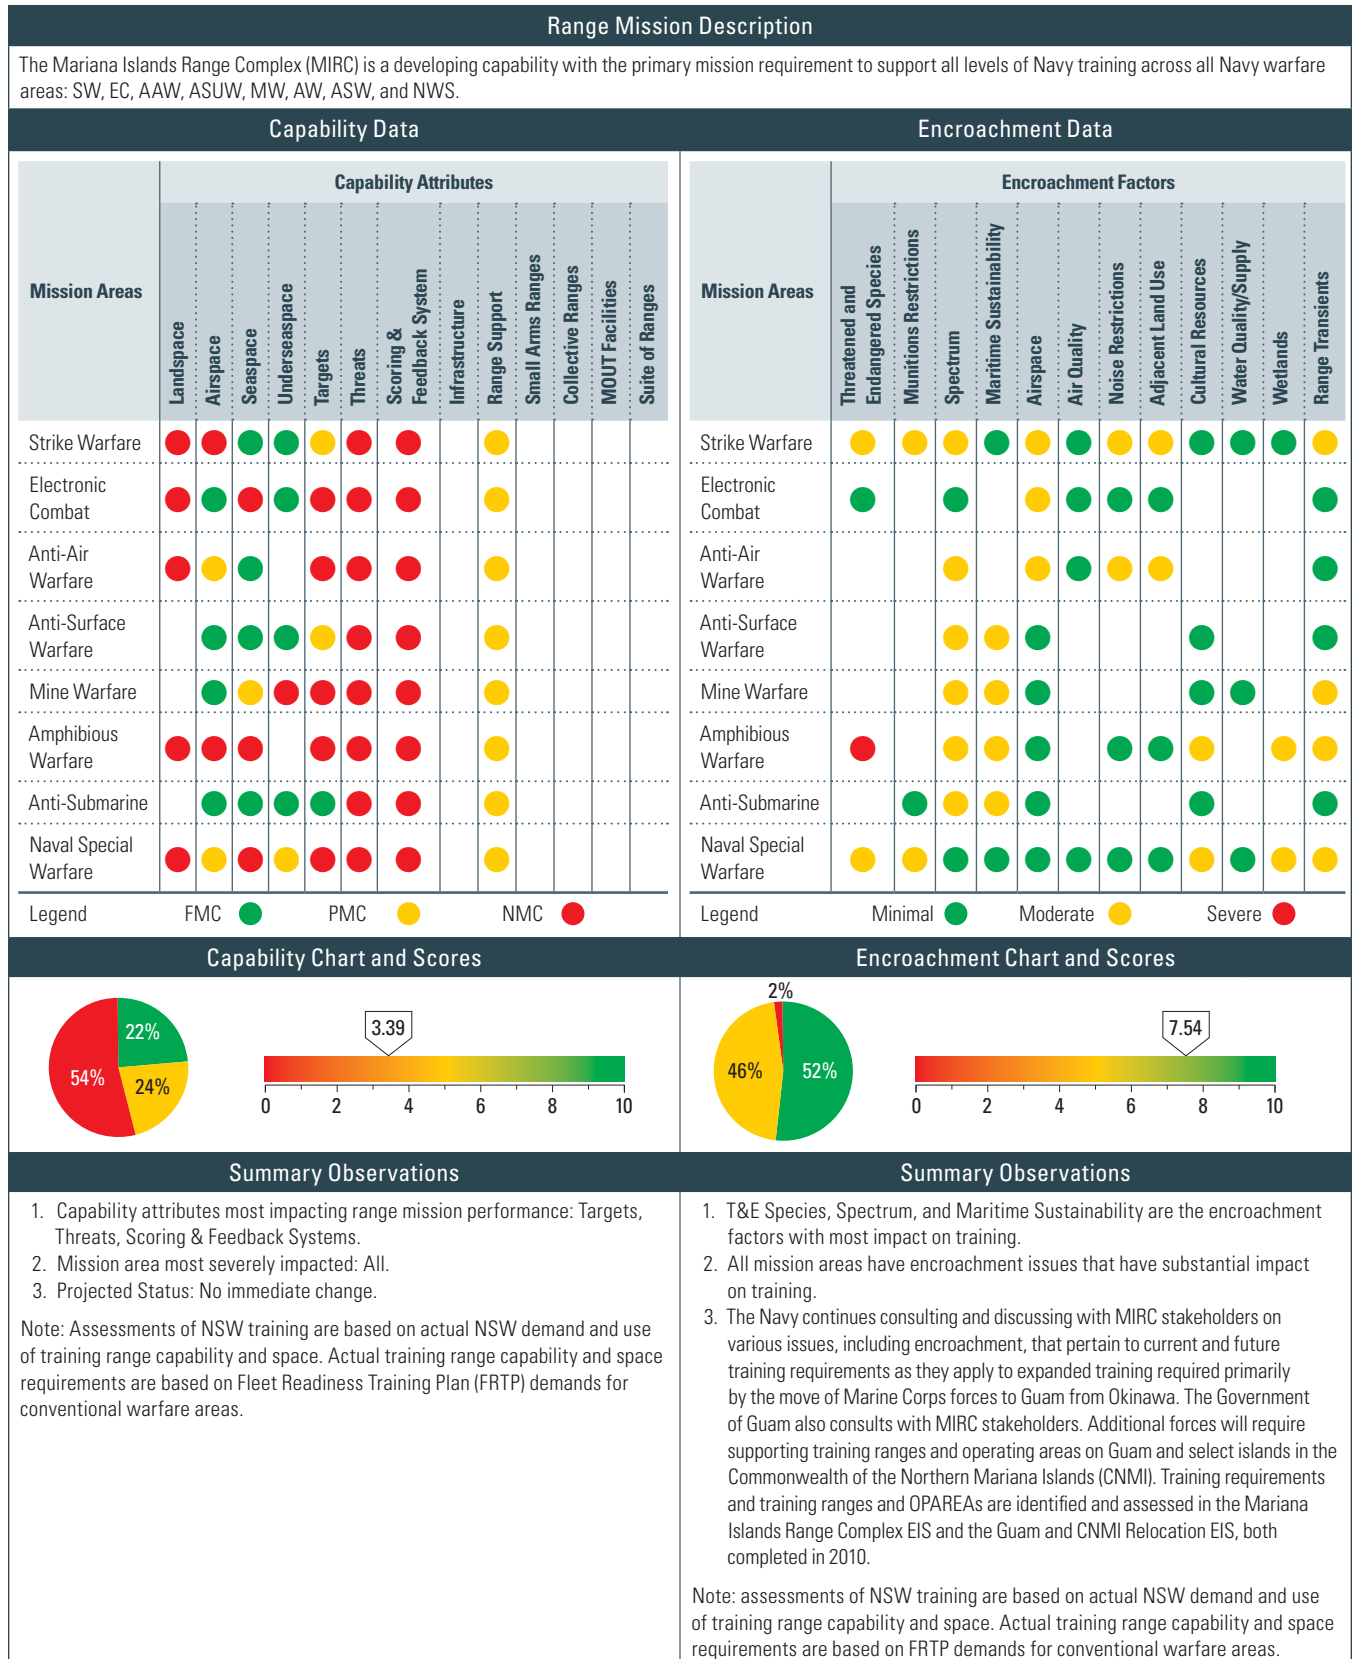 Range Mission Description
The Mariana Islands Range Complex (MIRC) is a developing capability with the primary mission requirement to support all levels of Navy training across all Navy warfare
areas: SW, EC, AAW, ASUW, MW, AW, ASW, and NWS.
Capability Data
Capability Attributes
Mission Areas
Landspace
Airspace
Seaspace
Underseaspace
Targets
Threats
Scoring &
Feedback System
Infrastructure
Range Support
Small Arms Ranges
Collective Ranges
MOUT Facilities
Suite of Ranges
Strike Warfare
Electronic
Combat
Anti-Air
Warfare
Anti-Surface
Warfare
Mine Warfare
Amphibious
Warfare
Anti-Submarine
Naval Special
Warfare
Legend FMC PMC NMC
Encroachment Data
Encroachment Factors
Mission Areas
Threatened and
Endangered Species
Munitions Restrictions
Spectrum
Maritime Sustainability
Airspace
Air Quality
Noise Restrictions
Adjacent Land Use
Cultural Resources
Water Quality/Supply
Wetlands
Range Transients
Strike Warfare
Electronic
Combat
Anti-Air
Warfare
Anti-Surface
Warfare
Mine Warfare
Amphibious
Warfare
Anti-Submarine
Naval Special
Warfare
Legend Minimal Moderate Severe
Capability Chart and Scores
22%
54%
24%
3.39
0 2 4 6 8 10
Encroachment Chart and Scores
2%
46%
52%
7.54
0 2 4 6 8 10
Summary Observations
1. Capability attributes most impacting range mission performance: Targets,
Threats, Scoring & Feedback Systems.
2. Mission area most severely impacted: All.
3. Projected Status: No immediate change.
Note: Assessments of NSW training are based on actual NSW demand and use
of training range capability and space. Actual training range capability and space
requirements are based on Fleet Readiness Training Plan (FRTP) demands for
conventional warfare areas.
Summary Observations
1. T&E Species, Spectrum, and Maritime Sustainability are the encroachment
factors with most impact on training.
2. All mission areas have encroachment issues that have substantial impact
on training.
3. The Navy continues consulting and discussing with MIRC stakeholders on
various issues, including encroachment, that pertain to current and future
training requirements as they apply to expanded training required primarily
by the move of Marine Corps forces to Guam from Okinawa. The Government
of Guam also consults with MIRC stakeholders. Additional forces will require
supporting training ranges and operating areas on Guam and select islands in the
Commonwealth of the Northern Mariana Islands (CNMI). Training requirements
and training ranges and OPAREAs are identified and assessed in the Mariana
Islands Range Complex EIS and the Guam and CNMI Relocation EIS, both
completed in 2010.
Note: assessments of NSW training are based on actual NSW demand and use
of training range capability and space. Actual training range capability and space
requirements are based on FRTP demands for conventional warfare areas.